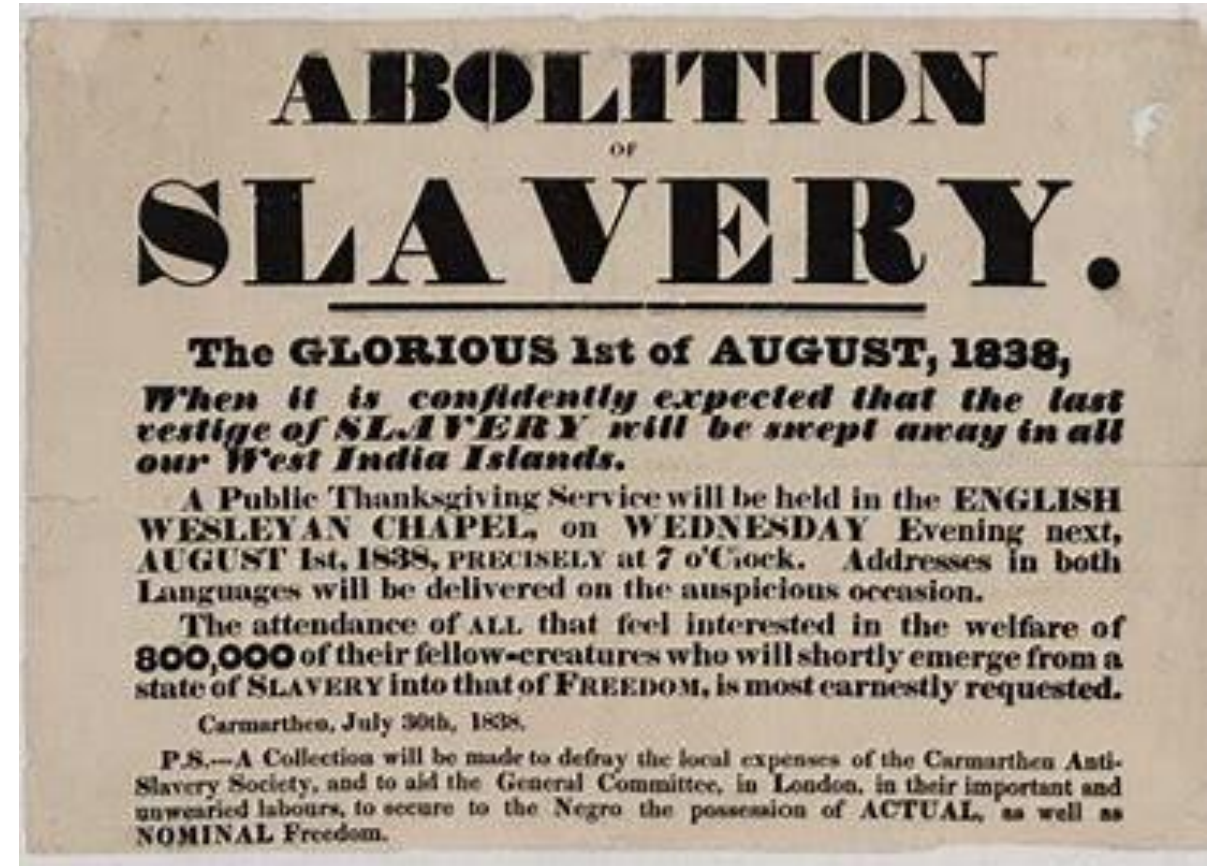 ABOLITION
OF
SLAVERY.
The GLORIOUS 1st of AUGUST, 1838,
When it is confidently expected that the last
vestige of SLAVERY will be swept away in all
our West India Islands.
A Public Thanksgiving Service will be held in the ENGLISH
WESLEYAN CHAPEL, on WEDNESDAY Evening next,
AUGUST 1st, 1838, PRECISELY at 7 o'Clock. Addresses in both
Languages will be delivered on the auspicious occasion.
The attendance of ALL that feel interested in the welfare of
800,000 of their fellow-creatures who will shortly emerge from a
state of SLAVERY into that of FREEDOM, is most earnestly requested.
Carmarthen, July 30th, 1838.
P.S.—A Collection will be made to defray the local expenses of the Carmarthen Anti-
Slavery Society, and to aid the General Committee, in London, in their important and
unwearied labours, to secure to the Negro the possession of ACTUAL, as well as
NOMINAL Freedom.